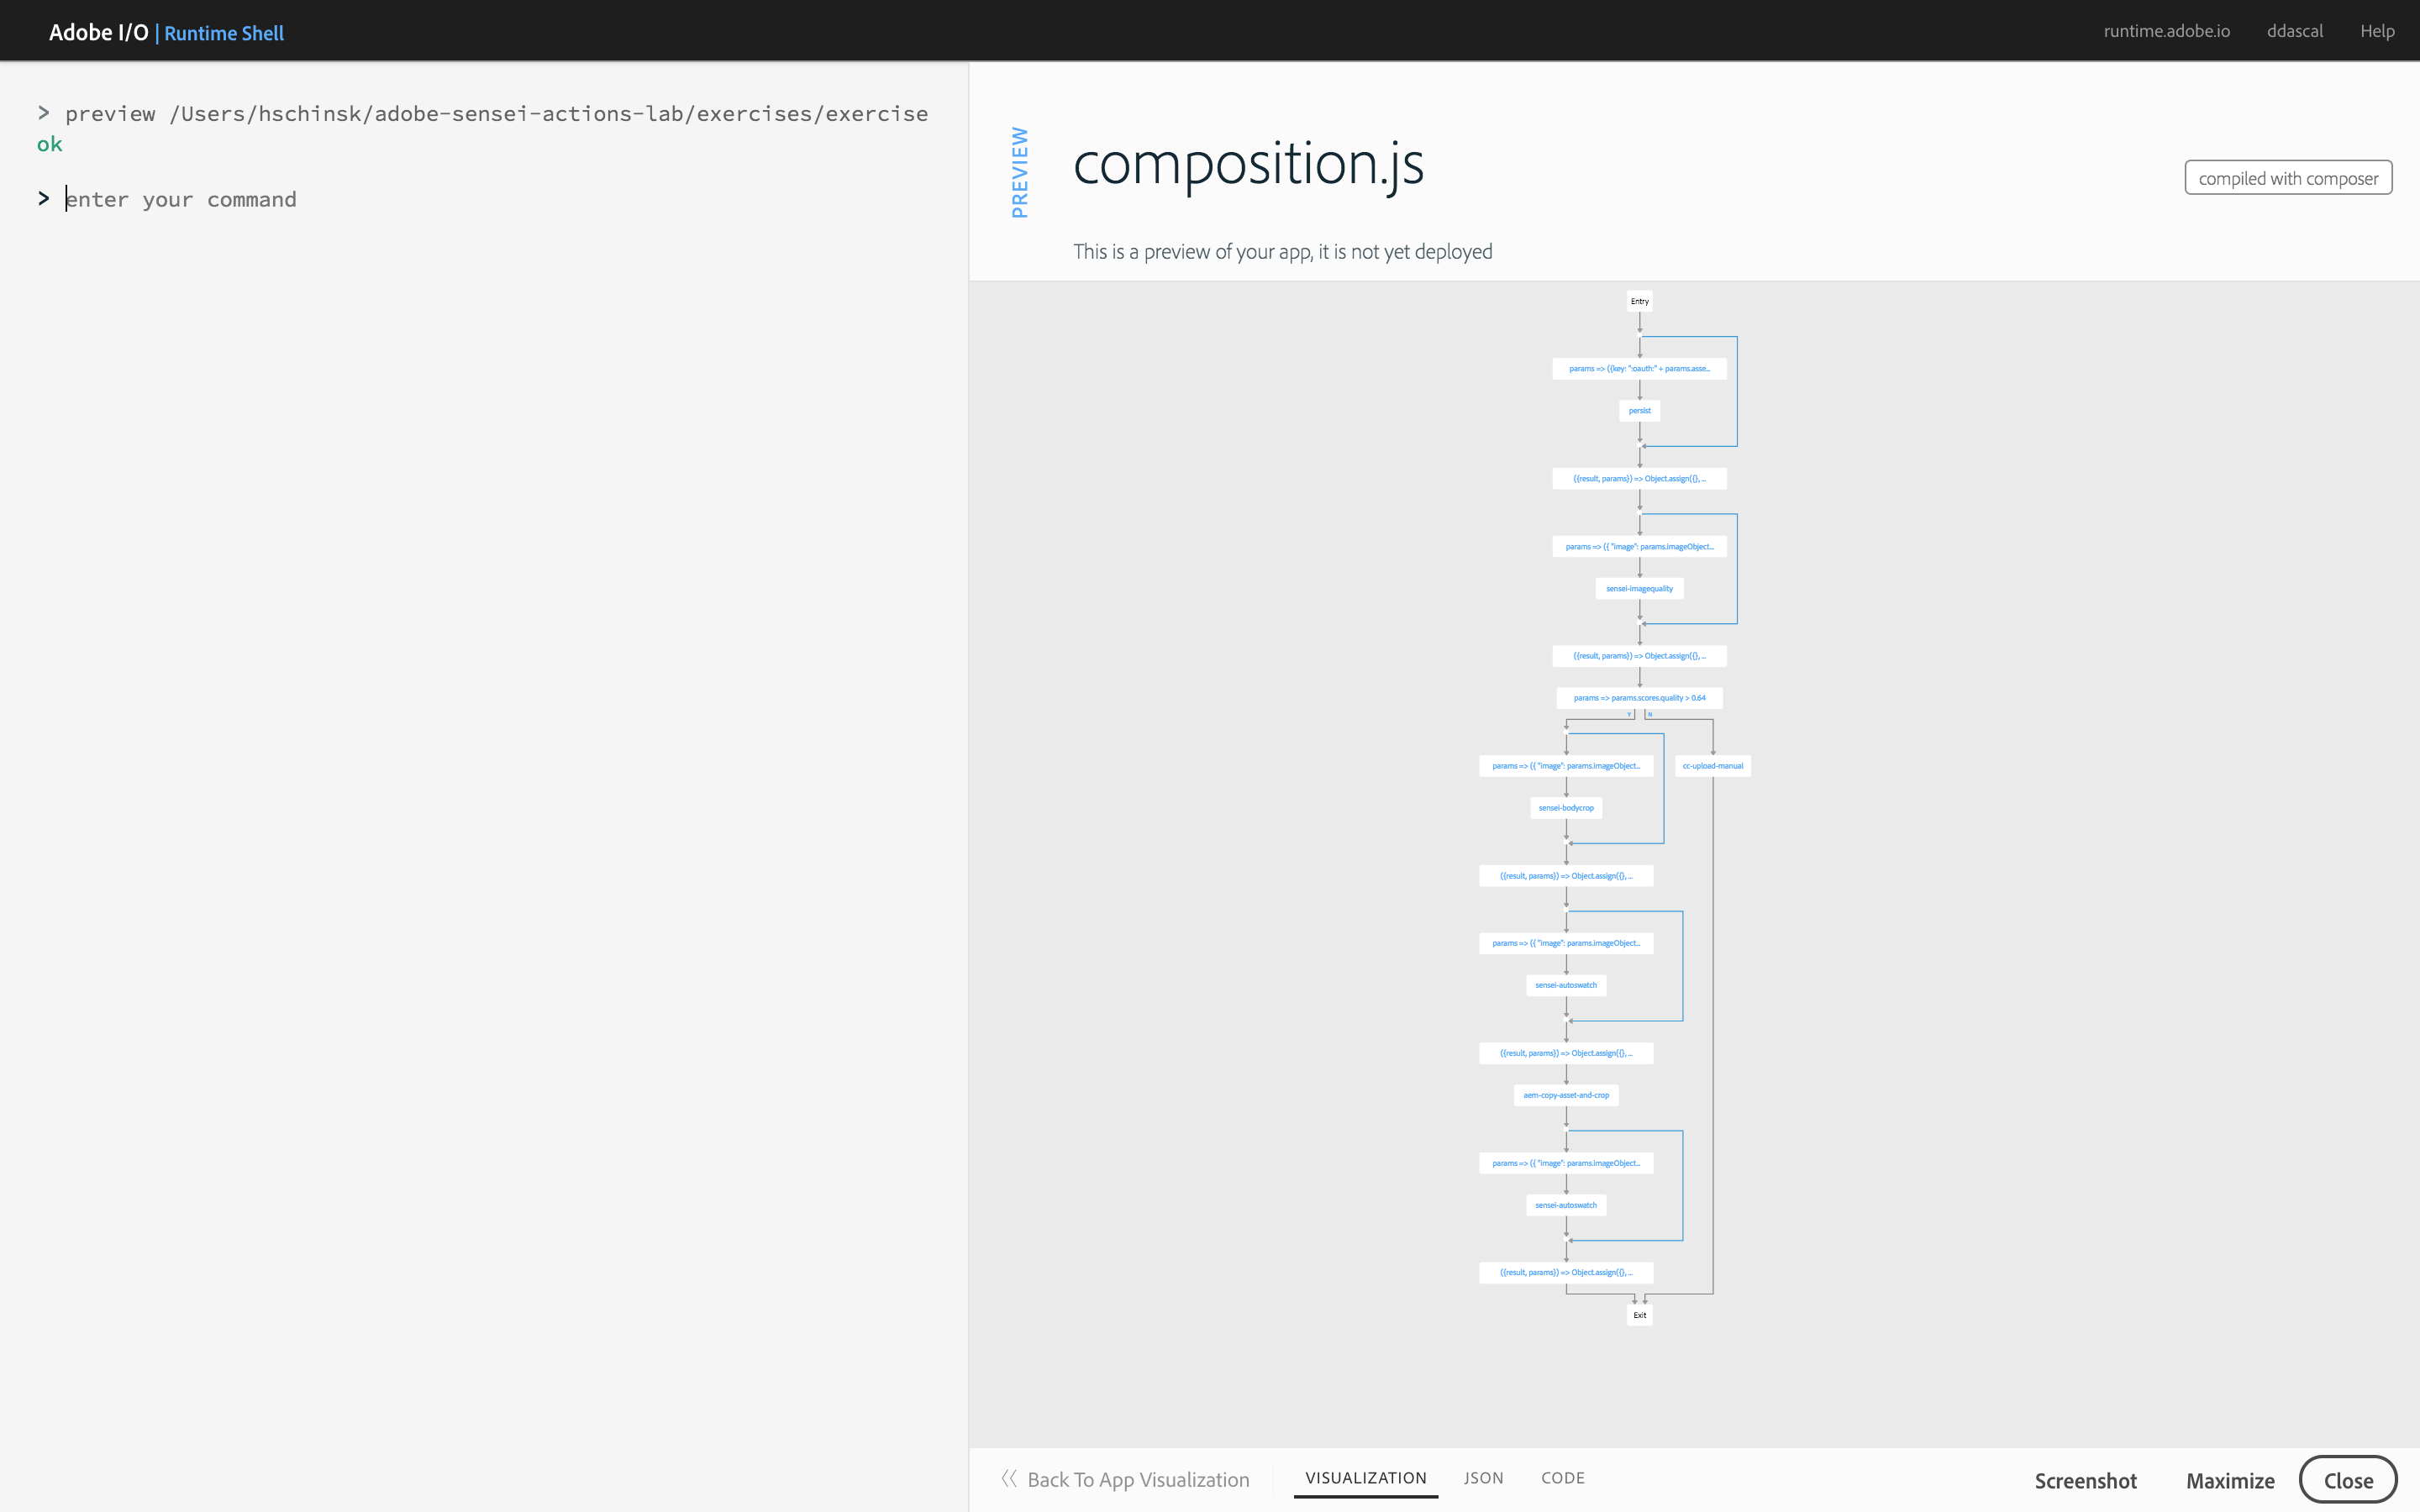 Adobe I/O | Runtime Shell
runtime.adobe.io ddascal Help
> preview /Users/hschinsk/adobe-sensei-actions-lab/exercises/exercise
ok
> enter your command
PREVIEW
composition.js
compiled with composer
This is a preview of your app, it is not yet deployed
Entry
params => ({key: ":oauth:" + params.asse...
persist
({result, params}) => Object.assign({}, ...
params => ({ "image": params.imageObject...
sensei-imagequality
({result, params}) => Object.assign({}, ...
params => params.scores.quality > 0.64
Y N
params => ({ "image": params.imageObject...
cc-upload-manual
sensei-bodycrop
({result, params}) => Object.assign({}, ...
params => ({ "image": params.imageObject...
sensei-autoswatch
({result, params}) => Object.assign({}, ...
aem-copy-asset-and-crop
params => ({ "image": params.imageObject...
sensei-autoswatch
({result, params}) => Object.assign({}, ...
Exit
Back To App Visualization VISUALIZATION JSON CODE Screenshot Maximize Close